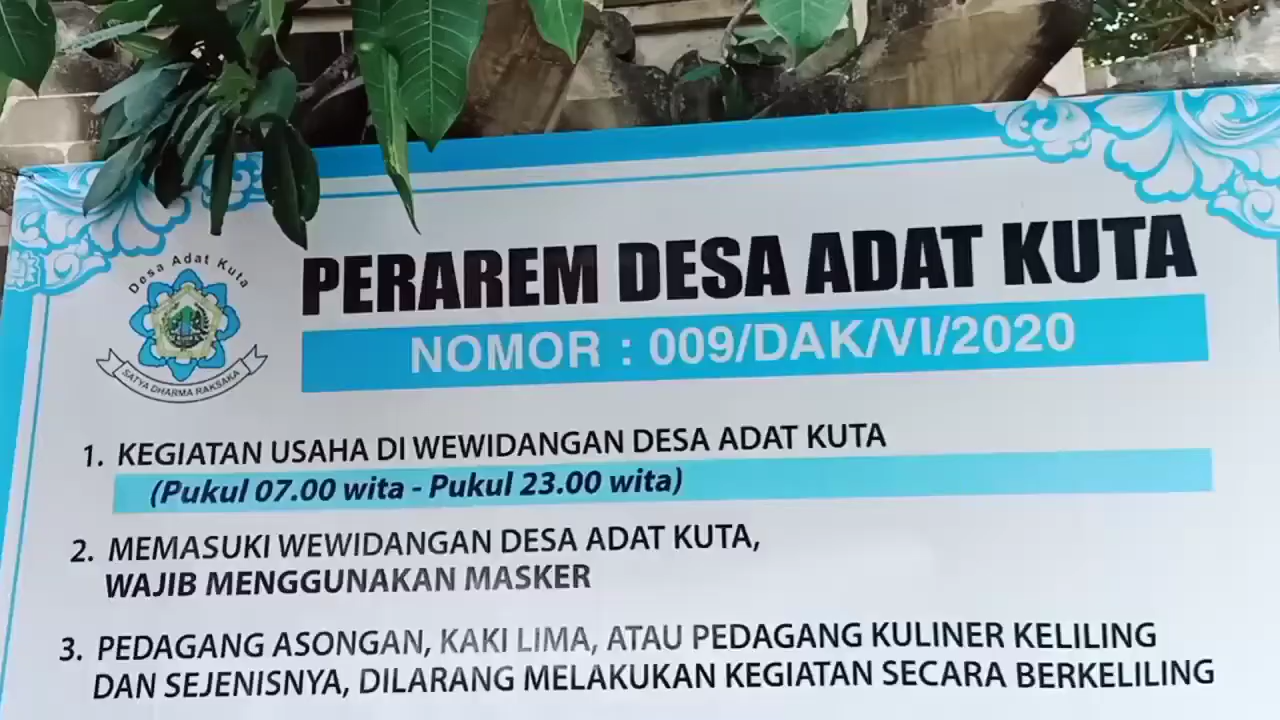 Desa Adat Kuta
SATYA DHARMA RAKSAKA
PERAREM DESA ADAT KUTA
NOMOR : 009/DAK/VI/2020
1. KEGIATAN USAHA DI WEWIDANGAN DESA ADAT KUTA
(Pukul 07.00 wita - Pukul 23.00 wita)
2. MEMASUKI WEWIDANGAN DESA ADAT KUTA,
WAJIB MENGGUNAKAN MASKER
3. PEDAGANG ASONGAN, KAKI LIMA, ATAU PEDAGANG KULINER KELILING
DAN SEJENISNYA, DILARANG MELAKUKAN KEGIATAN SECARA BERKELILING